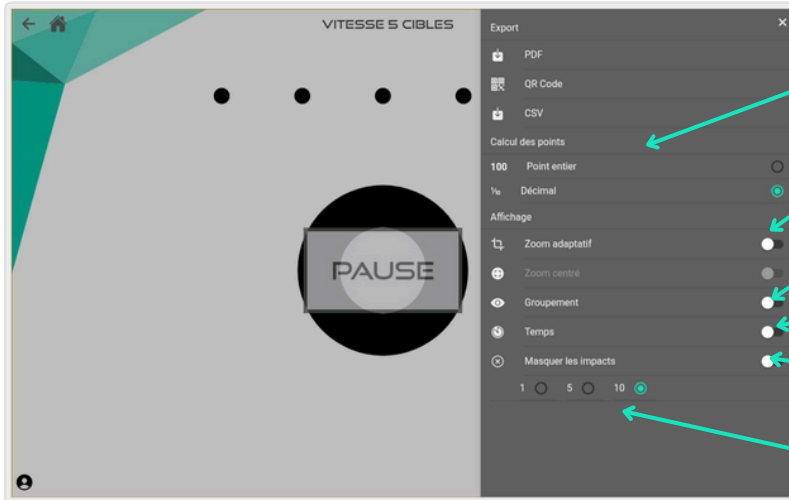 VITESSE 5 CIBLES
PAUSE
Export
PDF
QR Code
CSV
Calcul des points
100 Point entier
⅒ Décimal
Affichage
Zoom adaptatif
Zoom centré
Groupement
Temps
Masquer les impacts
1 5 10